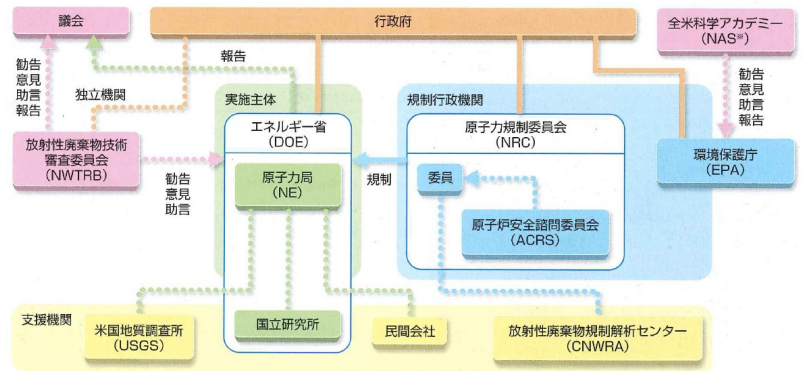 議会
行政府
全米科学アカデミー
(NAS※)
勧告
意見
助言
報告
独立機関
報告
実施主体
規制行政機関
勧告
意見
助言
報告
放射性廃棄物技術
審査委員会
(NWTRB)
勧告
意見
助言
エネルギー省
(DOE)
原子力局
(NE)
規制
原子力規制委員会
(NRC)
委員
原子炉安全諮問委員会
(ACRS)
環境保護庁
(EPA)
支援機関
米国地質調査所
(USGS)
国立研究所
民間会社
放射性廃棄物規制解析センター
(CNWRA)